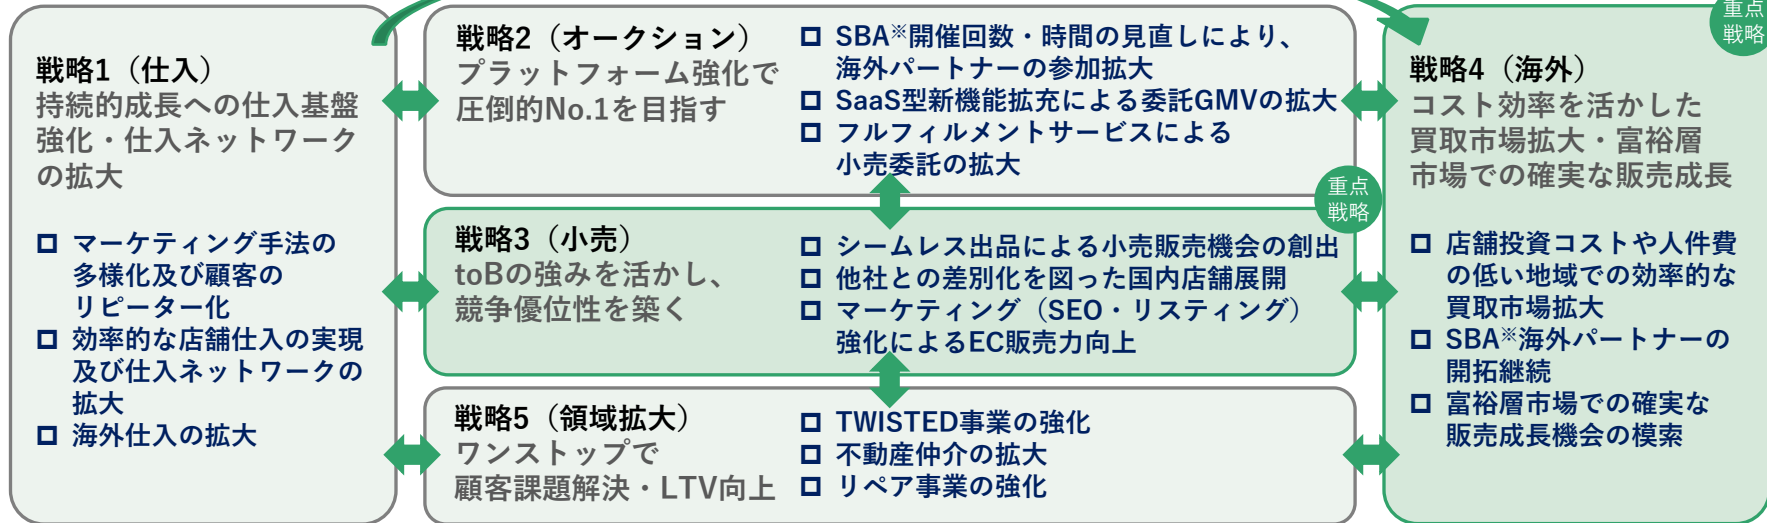 戦略1（仕入）
持続的成長への仕入基盤
強化・仕入ネットワーク
の拡大
マーケティング手法の
多様化及び顧客の
リピーター化
効率的な店舗仕入の実現
及び仕入ネットワークの
拡大
海外仕入の拡大
戦略2（オークション）
プラットフォーム強化で
圧倒的No.1を目指す
SBA※開催回数・時間の見直しにより、
海外パートナーの参加拡大
SaaS型新機能拡充による委託GMVの拡大
フルフィルメントサービスによる
小売委託の拡大
重点
戦略
戦略3（小売）
toBの強みを活かし、
競争優位性を築く
シームレス出品による小売販売機会の創出
他社との差別化を図った国内店舗展開
マーケティング（SEO・リスティング）
強化によるEC販売力向上
戦略5（領域拡大）
ワンストップで
顧客課題解決・LTV向上
TWISTED事業の強化
不動産仲介の拡大
リペア事業の強化
重点
戦略
戦略4（海外）
コスト効率を活かした
買取市場拡大・富裕層
市場での確実な販売成長
店舗投資コストや人件費
の低い地域での効率的な
買取市場拡大
SBA※海外パートナーの
開拓継続
富裕層市場での確実な
販売成長機会の模索